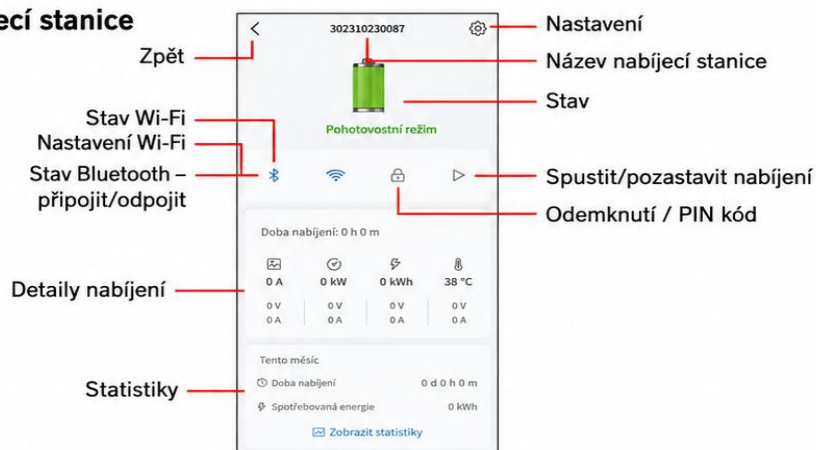 ecí stanice
302310230087
Nastavení
Zpět
Název nabíjecí stanice
Stav
Stav Wi-Fi
Pohotovostní režim
Nastavení Wi-Fi
Stav Bluetooth –
připojit/odpojit
Spustit/pozastavit nabíjení
Odemknutí / PIN kód
Doba nabíjení: 0 h 0 m
Detaily nabíjení
0 A 0 kW 0 kWh 38 °C
0 V 0 V 0 V 0 V
0 A 0 A 0 A 0 A
Tento měsíc
Statistiky
Doba nabíjení 0 d 0 h 0 m
Spotřebovaná energie 0 kWh
Zobrazit statistiky